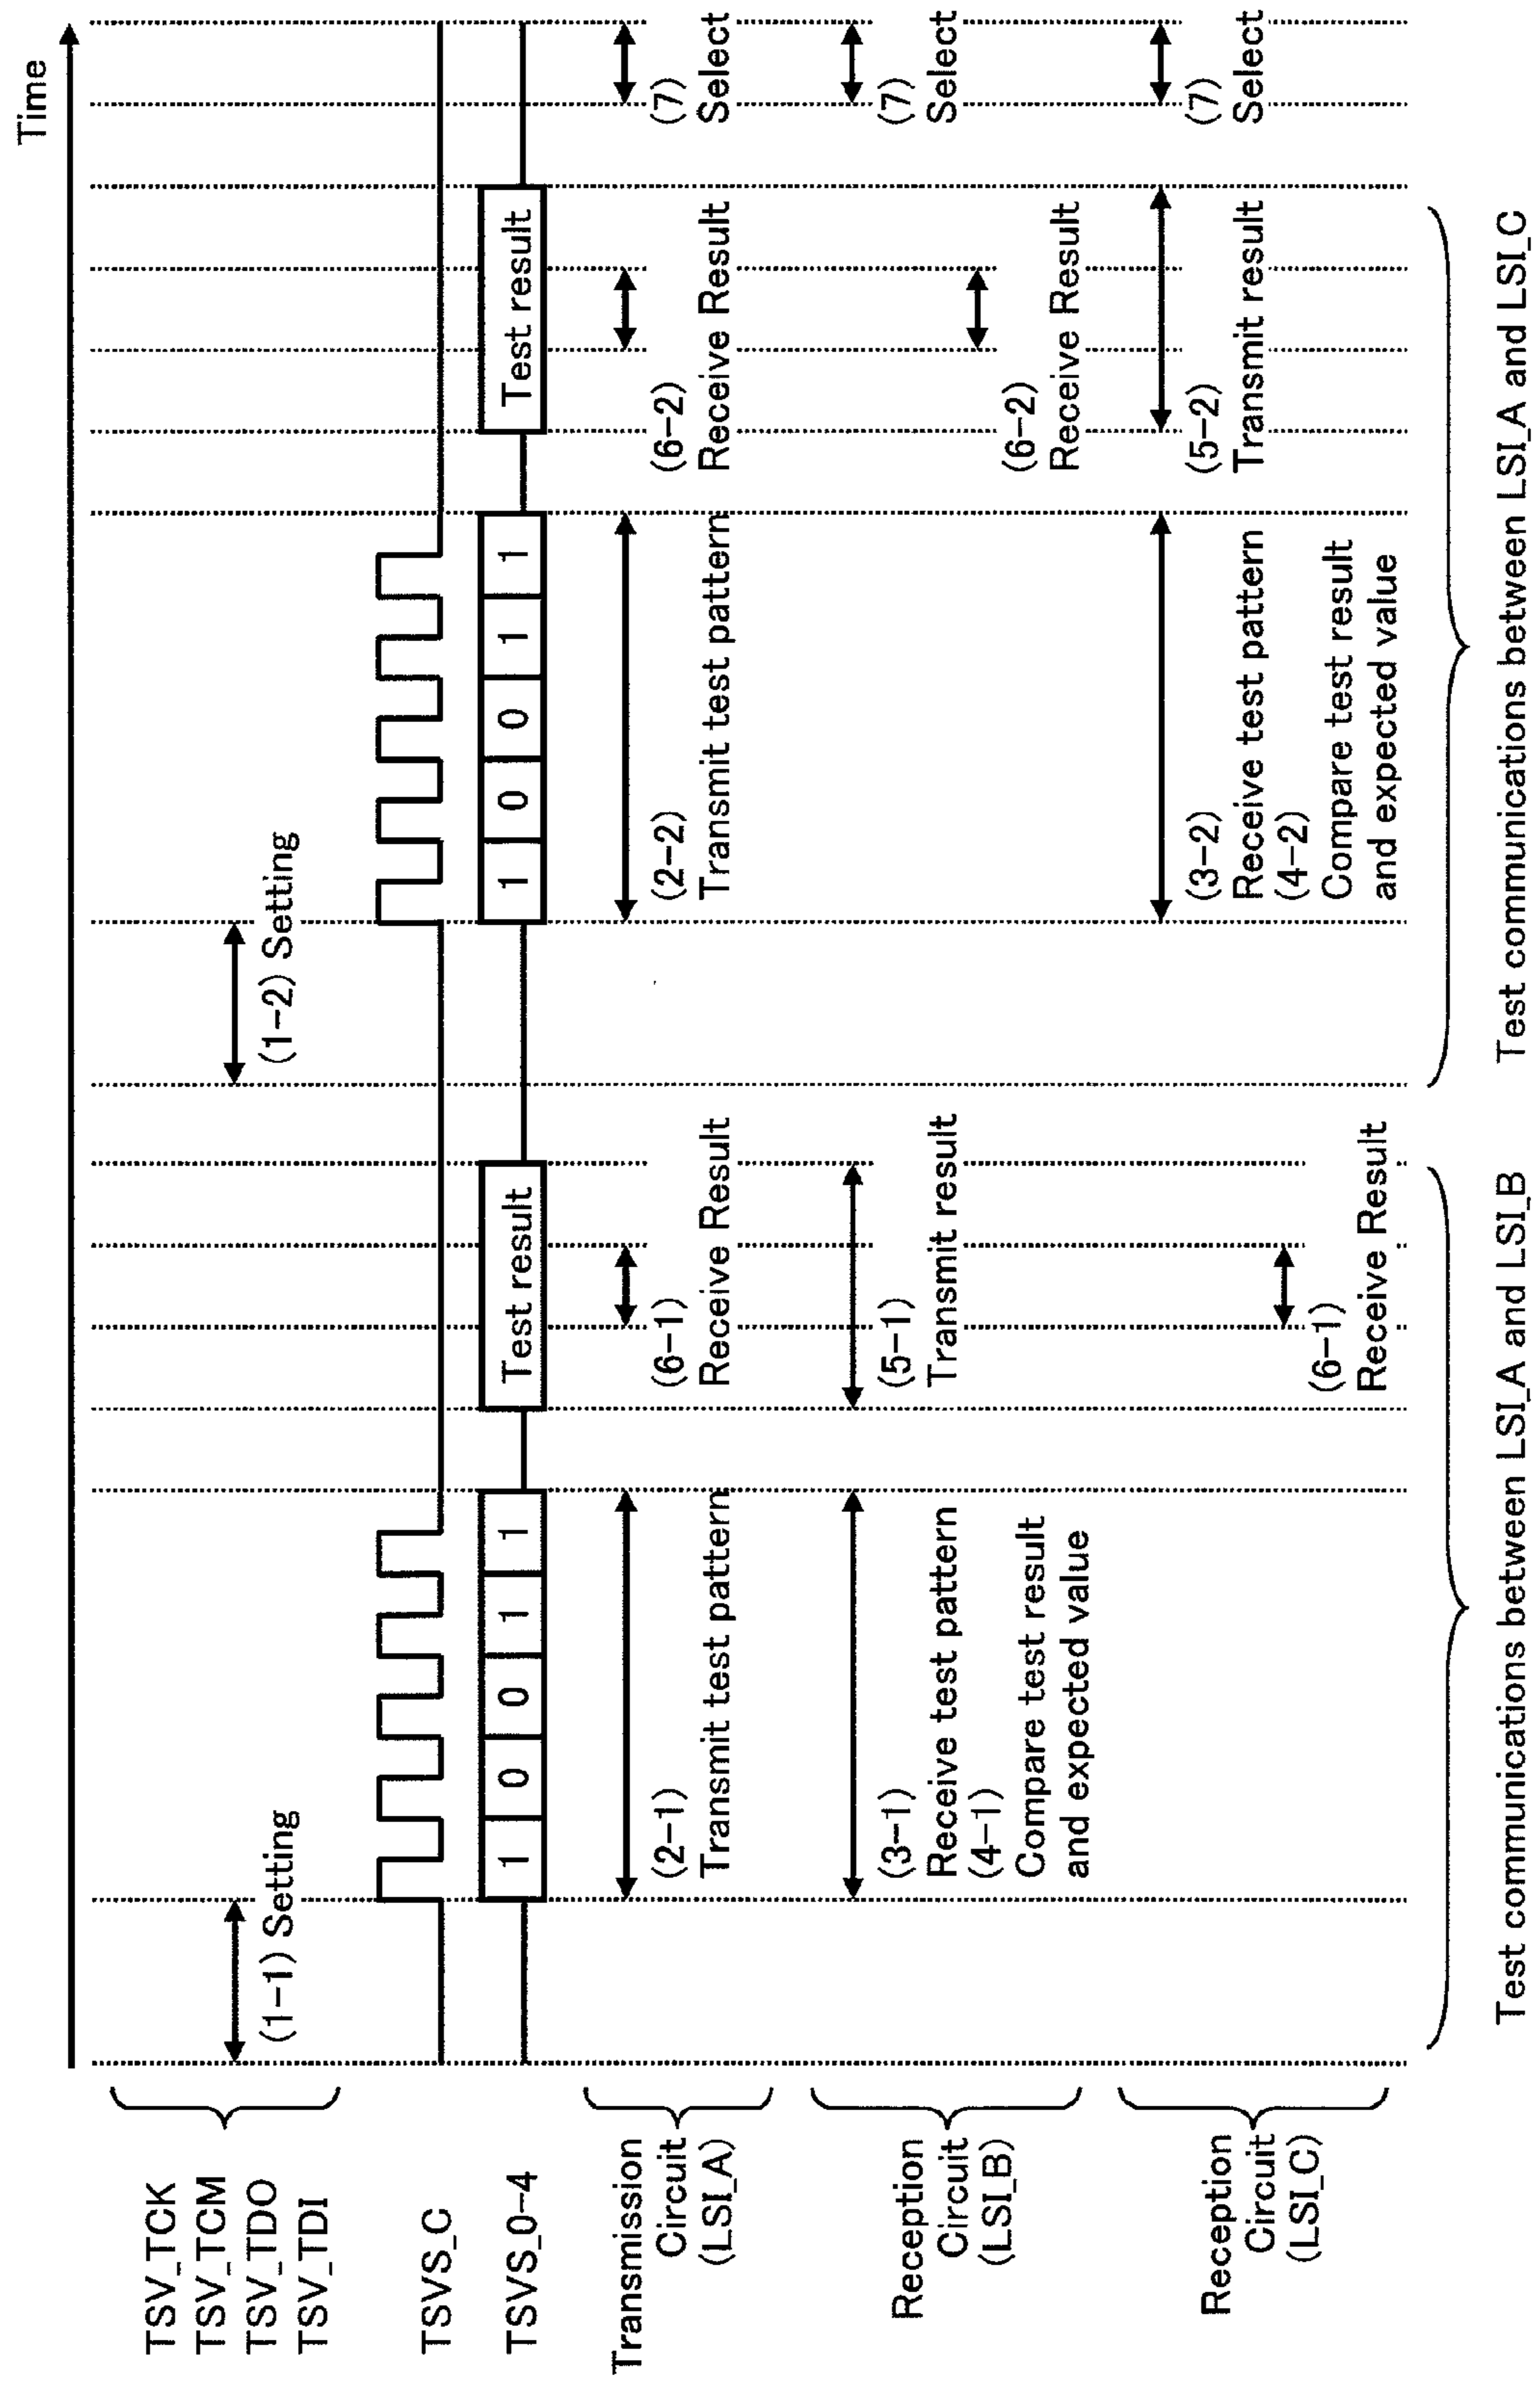 Time
TSV_TCK
TSV_TCM
TSV_TDO
TSV_TDI
(1-1) Setting
(1-2) Setting
TSVS_C
TSVS_0-4
1
0
0
1
1
Test result
1
0
0
1
1
Test result
Transmission
Circuit
(LSI_A)
(2-1)
Transmit test pattern
(6-1)
Receive Result
(2-2)
Transmit test pattern
(6-2)
Receive Result
(7)
Select
Reception
Circuit
(LSI_B)
(3-1)
Receive test pattern
(4-1)
Compare test result
and expected value
(5-1)
Transmit result
(6-2)
Receive Result
(7)
Select
Reception
Circuit
(LSI_C)
(6-1)
Receive Result
(3-2)
Receive test pattern
(4-2)
Compare test result
and expected value
(5-2)
Transmit result
(7)
Select
Test communications between LSI_A and LSI_B
Test communications between LSI_A and LSI_C